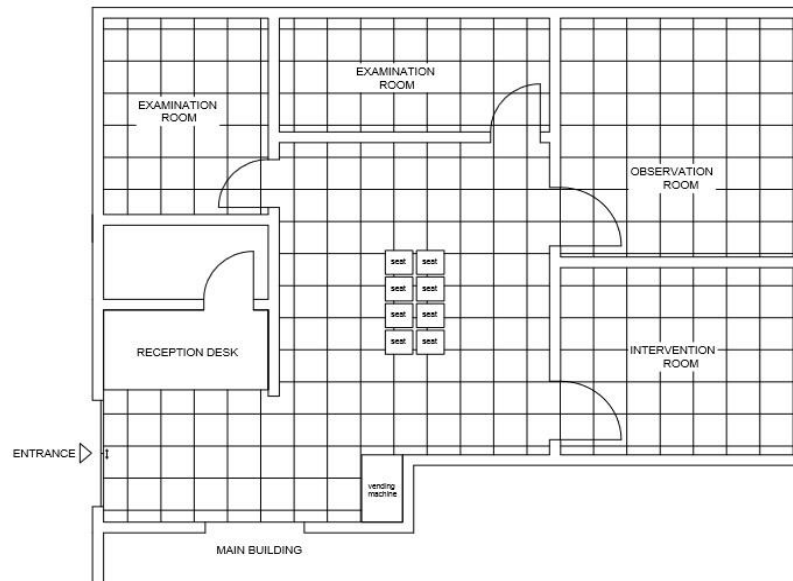 EXAMINATION
ROOM
EXAMINATION
ROOM
OBSERVATION
ROOM
seat seat
seat seat
seat seat
seat seat
RECEPTION DESK
INTERVENTION
ROOM
ENTRANCE
vending
machine
MAIN BUILDING